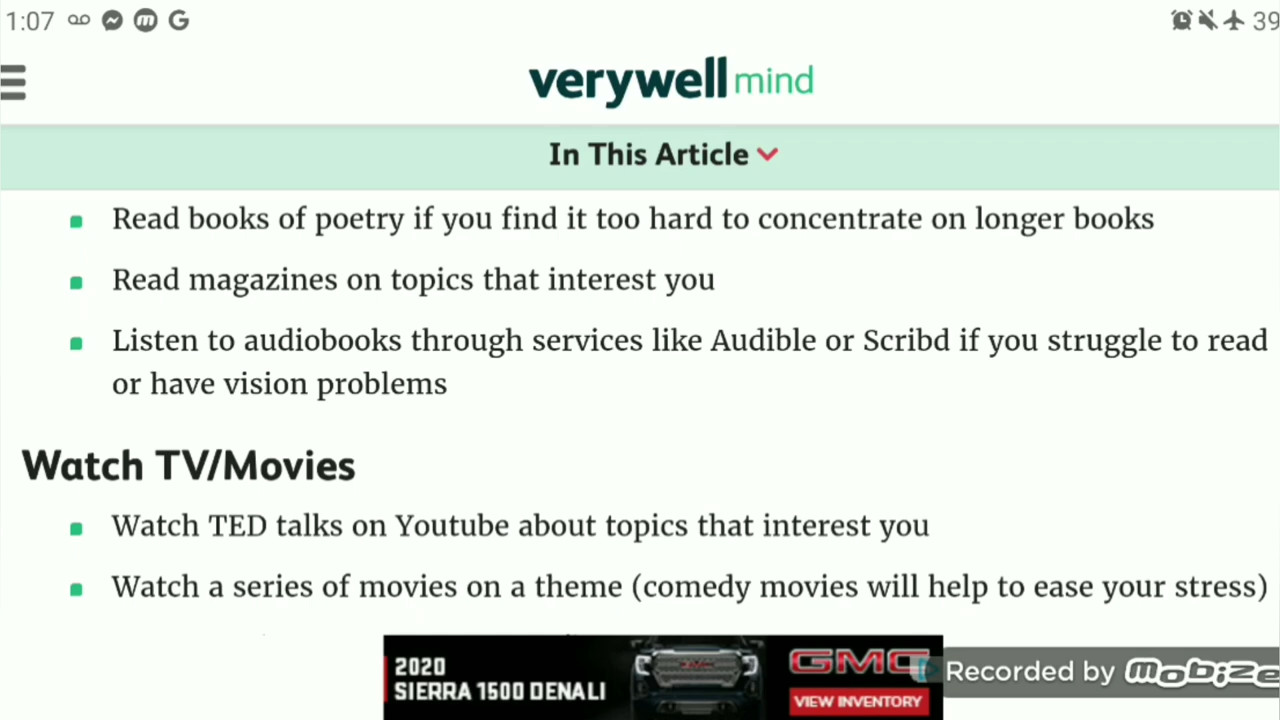 1:07 39
verywell mind
In This Article
Read books of poetry if you find it too hard to concentrate on longer books
Read magazines on topics that interest you
Listen to audiobooks through services like Audible or Scribd if you struggle to read
or have vision problems
Watch TV/Movies
Watch TED talks on Youtube about topics that interest you
Watch a series of movies on a theme (comedy movies will help to ease your stress)
2020
SIERRA 1500 DENALI
GMC
VIEW INVENTORY
Recorded by mobize